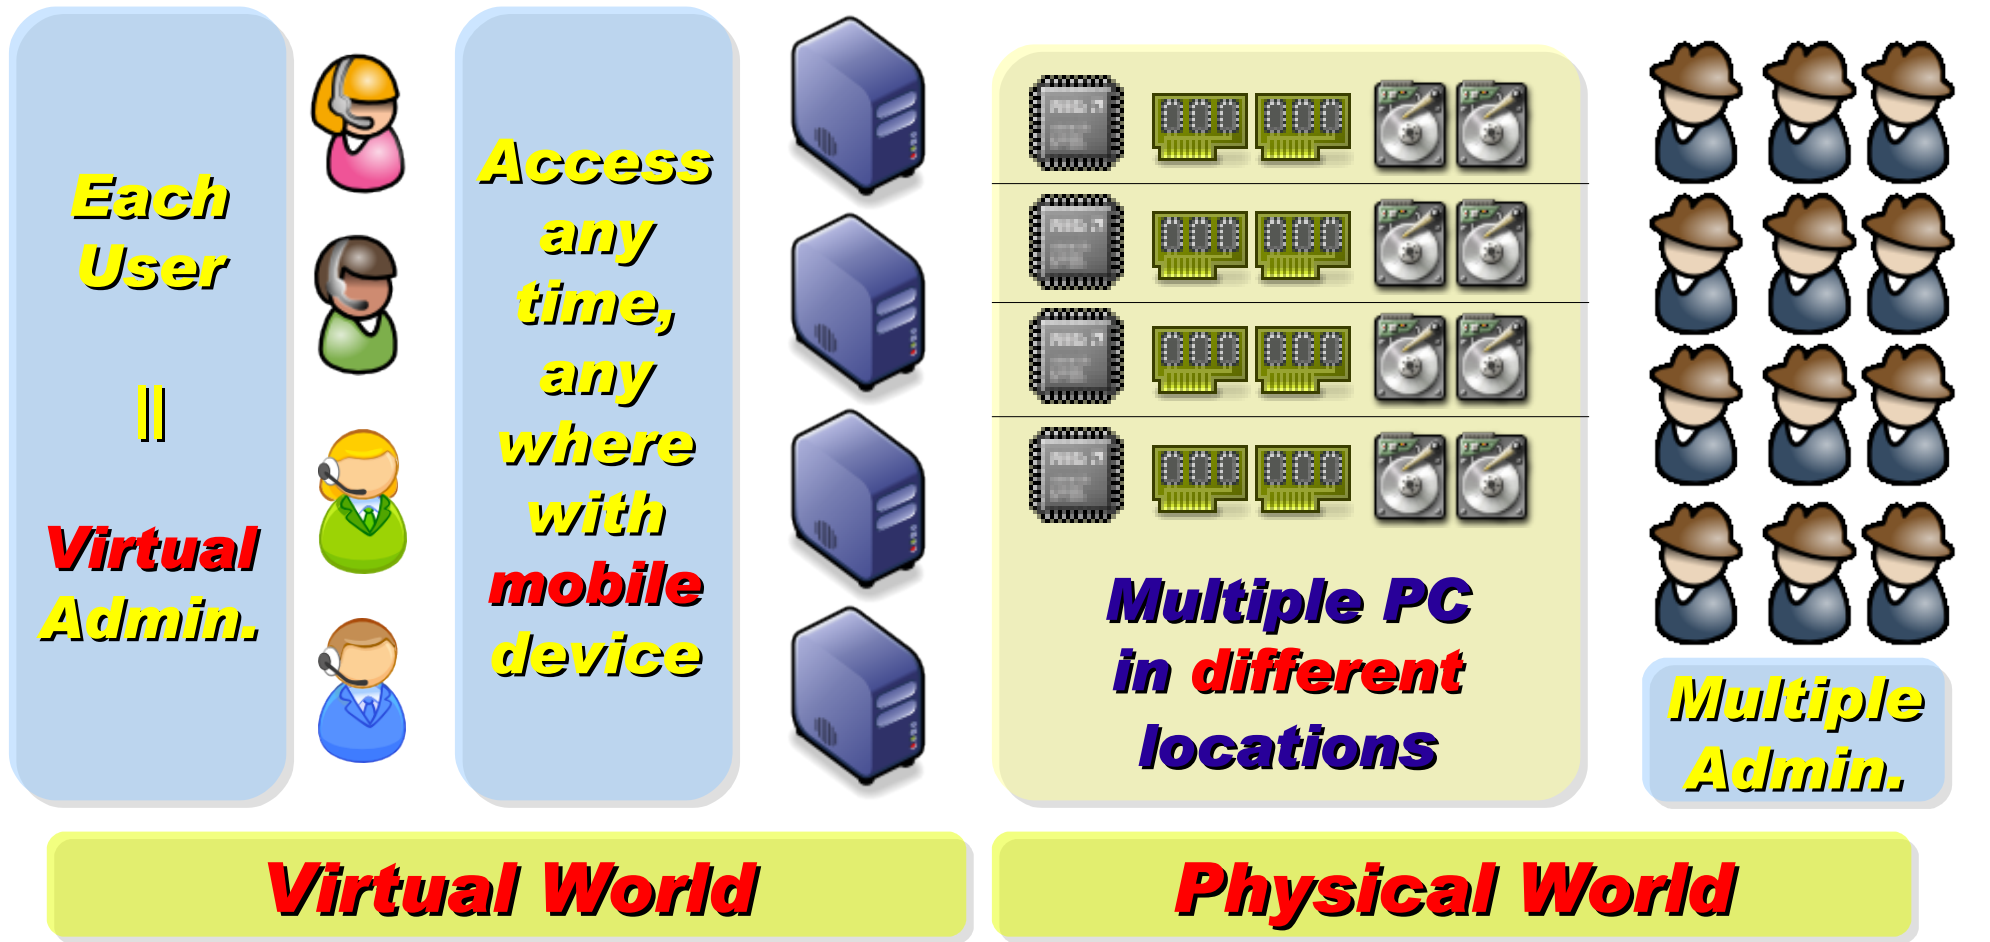 Each
User
||
Virtual
Admin.
Access
any
time,
any
where
with
mobile
device
Multiple PC
in different
locations
Multiple
Admin.
Virtual World
Physical World